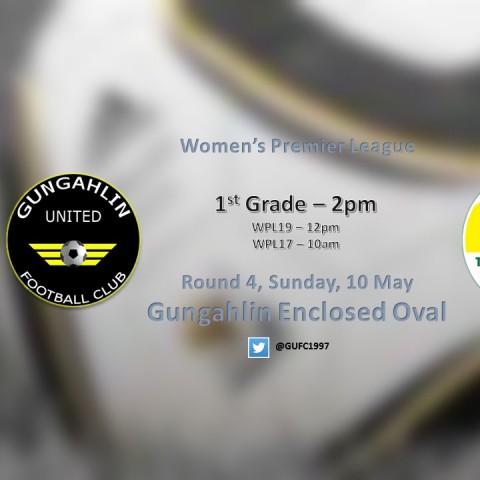 Women's Premier League
GUNGAHLIN
UNITED
FOOTBALL CLUB
1st Grade – 2pm
WPL19 – 12pm
WPL17 – 10am
Round 4, Sunday, 10 May
Gungahlin Enclosed Oval
@GUFC1997